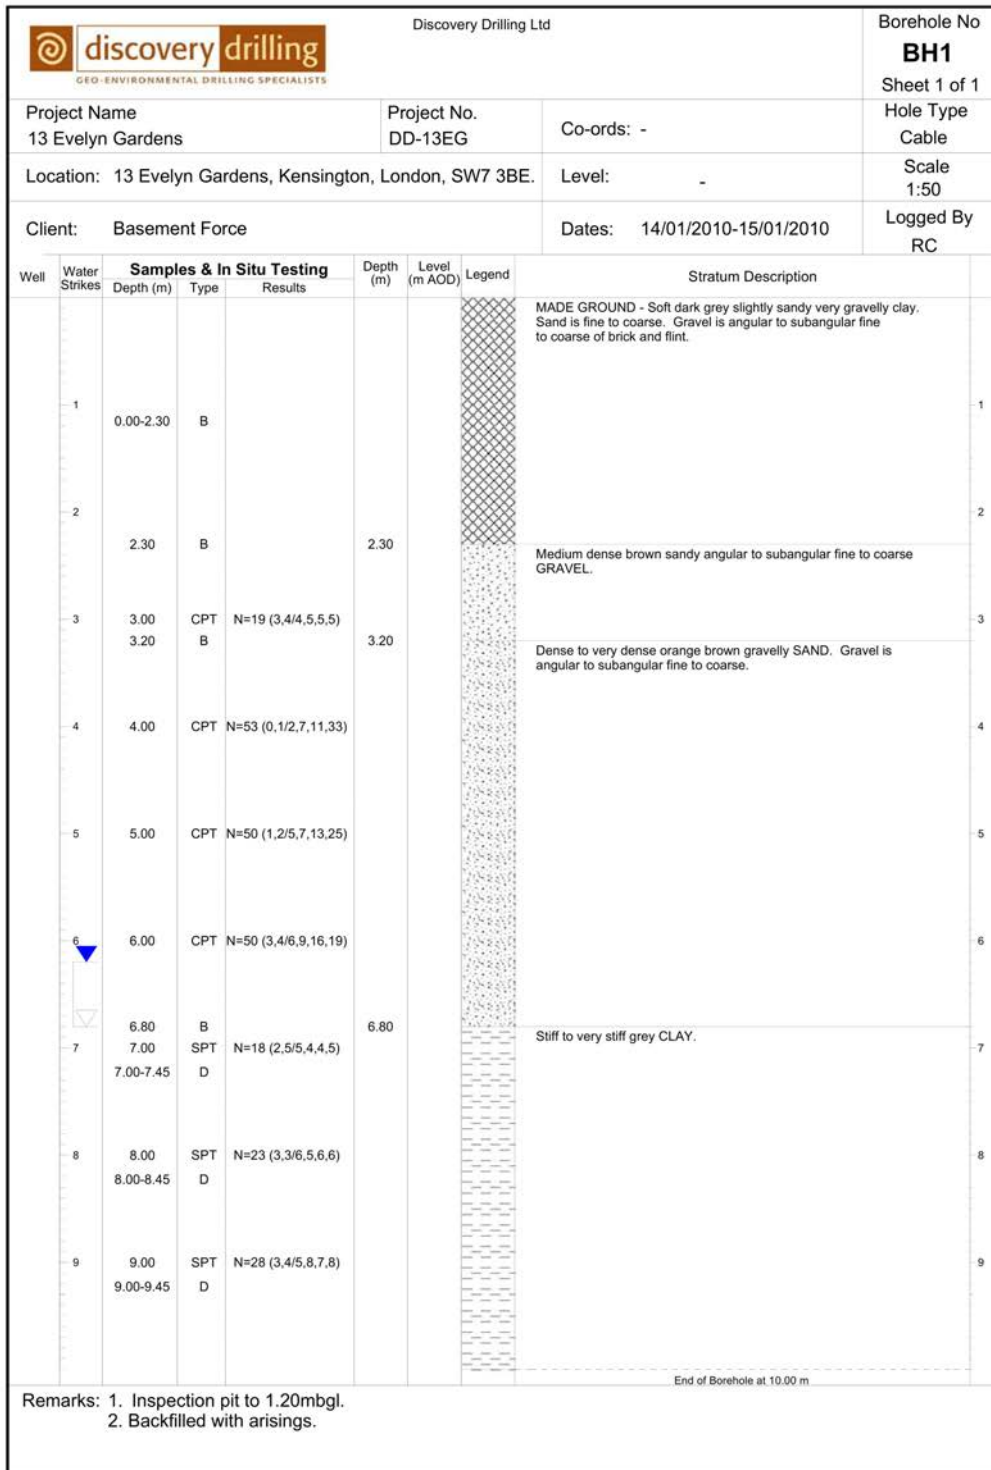 Discovery Drilling Ltd
discovery drilling
GEO-ENVIRONMENTAL DRILLING SPECIALISTS
Borehole No
BH1
Sheet 1 of 1
Project Name
13 Evelyn Gardens
Project No.
DD-13EG
Co-ords: -
Hole Type
Cable
Location: 13 Evelyn Gardens, Kensington, London, SW7 3BE.
Level: -
Scale
1:50
Client: Basement Force
Dates: 14/01/2010-15/01/2010
Logged By
RC
Well
Water Strikes
Samples & In Situ Testing
Depth (m) Type Results
Depth (m)
Level (m AOD)
Legend
Stratum Description
MADE GROUND - Soft dark grey slightly sandy very gravelly clay.
Sand is fine to coarse. Gravel is angular to subangular fine
to coarse of brick and flint.
1 1
0.00-2.30 B
2 2
2.30 B 2.30
Medium dense brown sandy angular to subangular fine to coarse
GRAVEL.
3 3.00 CPT N=19 (3,4/4,5,5,5) 3
3.20 B 3.20
Dense to very dense orange brown gravelly SAND. Gravel is
angular to subangular fine to coarse.
4 4.00 CPT N=53 (0,1/2,7,11,33) 4
5 5.00 CPT N=50 (1,2/5,7,13,25) 5
6 6.00 CPT N=50 (3,4/6,9,16,19) 6
6.80 B 6.80
Stiff to very stiff grey CLAY.
7 7.00 SPT N=18 (2,5/5,4,4,5) 7
7.00-7.45 D
8 8.00 SPT N=23 (3,3/6,5,6,6) 8
8.00-8.45 D
9 9.00 SPT N=28 (3,4/5,8,7,8) 9
9.00-9.45 D
End of Borehole at 10.00 m
Remarks: 1. Inspection pit to 1.20mbgl.
2. Backfilled with arisings.